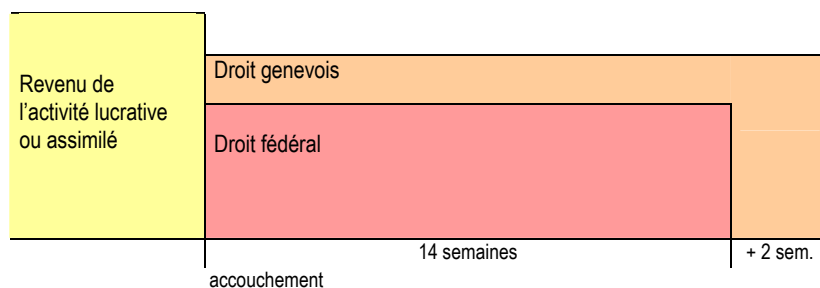 Revenu de
l’activité lucrative
ou assimilé
Droit genevois
Droit fédéral
14 semaines
+ 2 sem.
accouchement